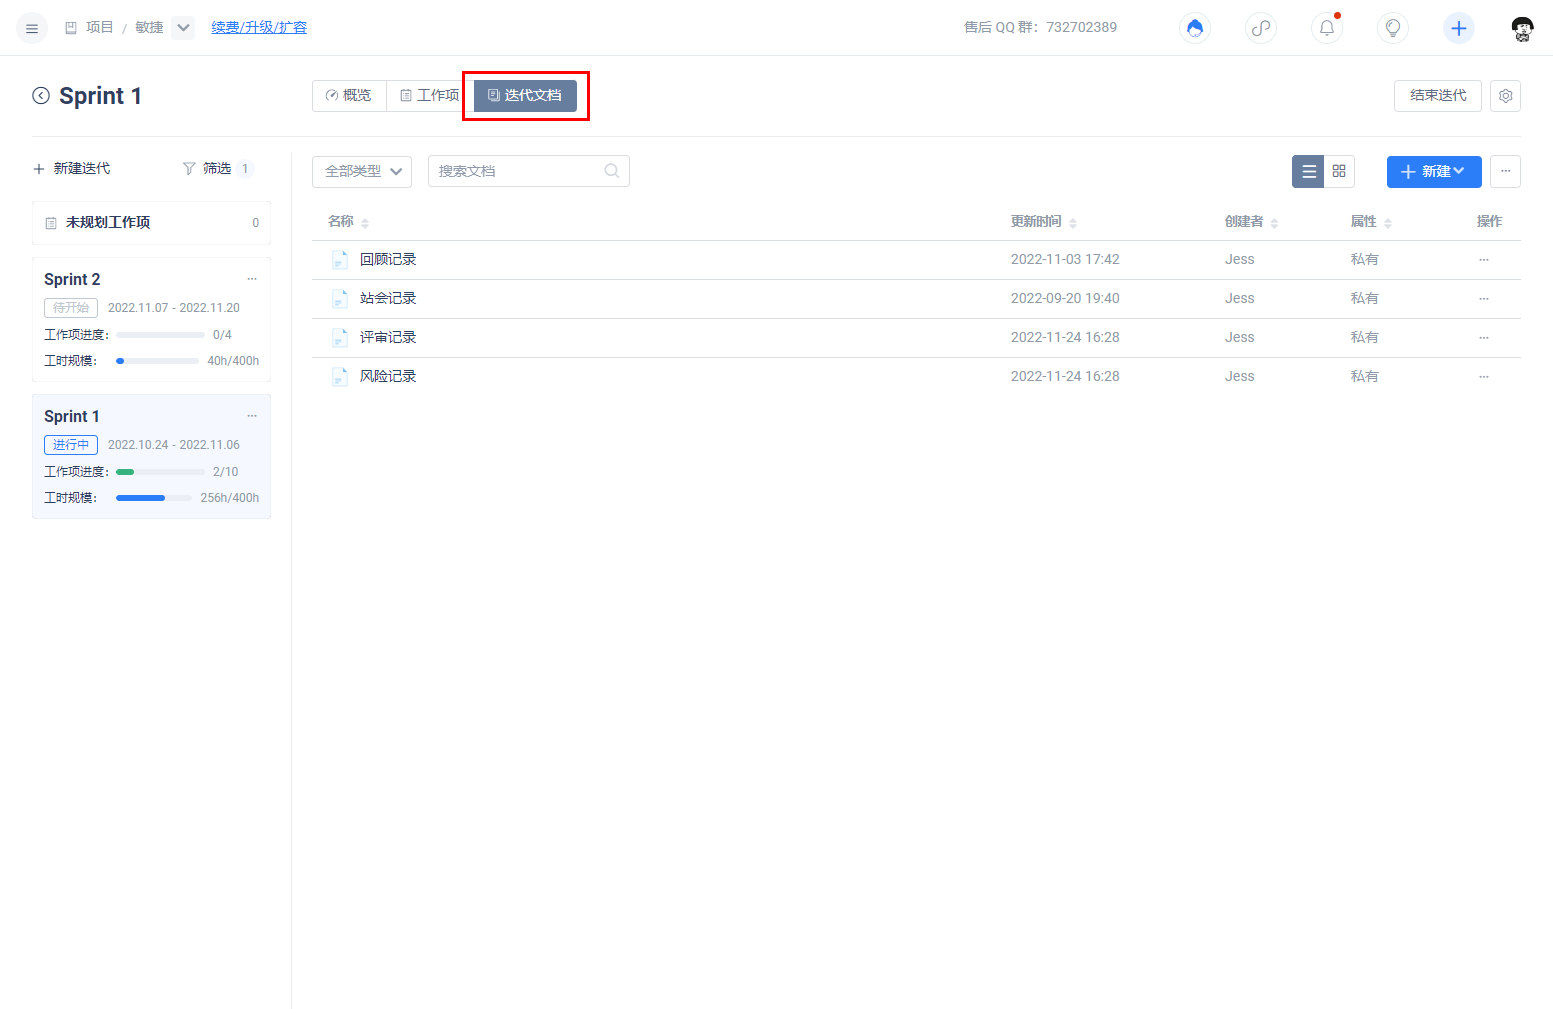 项目 / 敏捷 续费/升级/扩容 售后 QQ 群：732702389
Sprint 1 概览 工作项 迭代文档 结束迭代
新建迭代 筛选 1 全部类型 搜索文档 新建
未规划工作项 0
Sprint 2
待开始 2022.11.07 - 2022.11.20
工作项进度： 0/4
工时规模： 40h/400h
Sprint 1
进行中 2022.10.24 - 2022.11.06
工作项进度： 2/10
工时规模： 256h/400h
名称 更新时间 创建者 属性 操作
回顾记录 2022-11-03 17:42 Jess 私有
站会记录 2022-09-20 19:40 Jess 私有
评审记录 2022-11-24 16:28 Jess 私有
风险记录 2022-11-24 16:28 Jess 私有